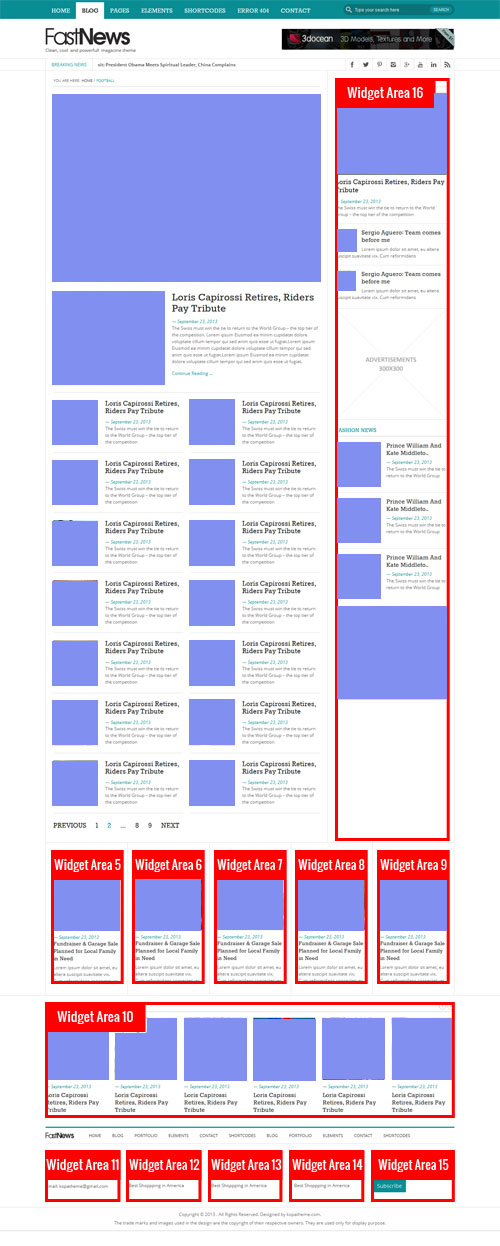 HOME BLOG PAGES ELEMENTS SHORTCODES ERROR 404 CONTACT
Type your search here
SEARCH
FastNews
Clean, cool and powerfull magazine theme
3docean 3D Models, Textures and More
BREAKING NEWS
sic:President Obama Meets Spiritual Leader, China Complains
YOU ARE HERE: HOME / FOOTBALL
Loris Capirossi Retires, Riders
Pay Tribute
— September 23, 2013
The Swiss must win the tie to return to the World Group – the top tier of
the competition. Lorem ipsum Eiusmod ea minim cupidatat dolore
voluptate cillum tempor qui sed anim quis esse ut fugiat.Lorem ipsum
Eiusmod ea minim cupidatat dolore voluptate cillum tempor qui sed
anim quis esse ut fugiat,Lorem ipsum Eiusmod ea minim cupidatat
dolore voluptate cillum tempor qui sed anim quis esse ut fugiat,
Continue Reading ...
Loris Capirossi Retires,
Riders Pay Tribute
— September 23, 2013
The Swiss must win the tie to return
to the World Group – the top tier of
the competition
Loris Capirossi Retires,
Riders Pay Tribute
— September 23, 2013
The Swiss must win the tie to return
to the World Group – the top tier of
the competition
Loris Capirossi Retires,
Riders Pay Tribute
— September 23, 2013
The Swiss must win the tie to return
to the World Group – the top tier of
the competition
Loris Capirossi Retires,
Riders Pay Tribute
— September 23, 2013
The Swiss must win the tie to return
to the World Group – the top tier of
the competition
Loris Capirossi Retires,
Riders Pay Tribute
— September 23, 2013
The Swiss must win the tie to return
to the World Group – the top tier of
the competition
Loris Capirossi Retires,
Riders Pay Tribute
— September 23, 2013
The Swiss must win the tie to return
to the World Group – the top tier of
the competition
Loris Capirossi Retires,
Riders Pay Tribute
— September 23, 2013
The Swiss must win the tie to return
to the World Group – the top tier of
the competition
Loris Capirossi Retires,
Riders Pay Tribute
— September 23, 2013
The Swiss must win the tie to return
to the World Group – the top tier of
the competition
Loris Capirossi Retires,
Riders Pay Tribute
— September 23, 2013
The Swiss must win the tie to return
to the World Group – the top tier of
the competition
Loris Capirossi Retires,
Riders Pay Tribute
— September 23, 2013
The Swiss must win the tie to return
to the World Group – the top tier of
the competition
Loris Capirossi Retires,
Riders Pay Tribute
— September 23, 2013
The Swiss must win the tie to return
to the World Group – the top tier of
the competition
Loris Capirossi Retires,
Riders Pay Tribute
— September 23, 2013
The Swiss must win the tie to return
to the World Group – the top tier of
the competition
Loris Capirossi Retires,
Riders Pay Tribute
— September 23, 2013
The Swiss must win the tie to return
to the World Group – the top tier of
the competition
Loris Capirossi Retires,
Riders Pay Tribute
— September 23, 2013
The Swiss must win the tie to return
to the World Group – the top tier of
the competition
PREVIOUS 1 2 ... 8 9 NEXT
Widget Area 16
Loris Capirossi Retires, Riders Pay
Tribute
— September 23, 2013
The Swiss must win the tie to return to the World
Group – the top tier of the competition
Sergio Aguero: Team comes
before me
Lorem ipsum dolor sit amet, eu altera
suscipit suavitate vix. Cum reformidans
Sergio Aguero: Team comes
before me
Lorem ipsum dolor sit amet, eu altera
suscipit suavitate vix. Cum reformidans
ADVERTISEMENTS
300X300
FASHION NEWS
Prince William And
Kate Middleto..
— September 23, 2013
The Swiss must win the tie to
return to the World Group
Prince William And
Kate Middleto..
— September 23, 2013
The Swiss must win the tie to
return to the World Group
Prince William And
Kate Middleto..
— September 23, 2013
The Swiss must win the tie to
return to the World Group
Widget Area 5
— September 23, 2013
Fundraiser & Garage Sale
Planned for Local Family
in Need
Lorem ipsum dolor sit amet, eu
altera suscipit suavitate vix.
Widget Area 6
— September 23, 2013
Fundraiser & Garage Sale
Planned for Local Family
in Need
Lorem ipsum dolor sit amet, eu
altera suscipit suavitate vix.
Widget Area 7
— September 23, 2013
Fundraiser & Garage Sale
Planned for Local Family
in Need
Lorem ipsum dolor sit amet, eu
altera suscipit suavitate vix.
Widget Area 8
— September 23, 2013
Fundraiser & Garage Sale
Planned for Local Family
in Need
Lorem ipsum dolor sit amet, eu
altera suscipit suavitate vix.
Widget Area 9
— September 23, 2013
Fundraiser & Garage Sale
Planned for Local Family
in Need
Lorem ipsum dolor sit amet, eu
altera suscipit suavitate vix.
Widget Area 10
— September 23, 2013
Loris Capirossi
Retires, Riders Pay
Tribute
— September 23, 2013
Loris Capirossi
Retires, Riders Pay
Tribute
— September 23, 2013
Loris Capirossi
Retires, Riders Pay
Tribute
— September 23, 2013
Loris Capirossi
Retires, Riders Pay
Tribute
— September 23, 2013
Loris Capirossi
Retires, Riders Pay
Tribute
— September 23, 2013
Loris Capirossi
Retires, Riders Pay
Tribute
FastNews HOME BLOG PORTFOLIO ELEMENTS CONTACT SHORTCODES BLOG PORTFOLIO ELEMENTS CONTACT SHORTCODES
Widget Area 11
mail: kopatheme@gmail.com
Widget Area 12
Best Shopping in America
Widget Area 13
Best Shopping in America
Widget Area 14
Best Shopping in America
Widget Area 15
Subscribe
Copyright © 2013 . All Rights Reserved. Designed by kopatheme.com.
The trade marks and images used in the design are the copyright of their respective owners. They are used only for display purpose.